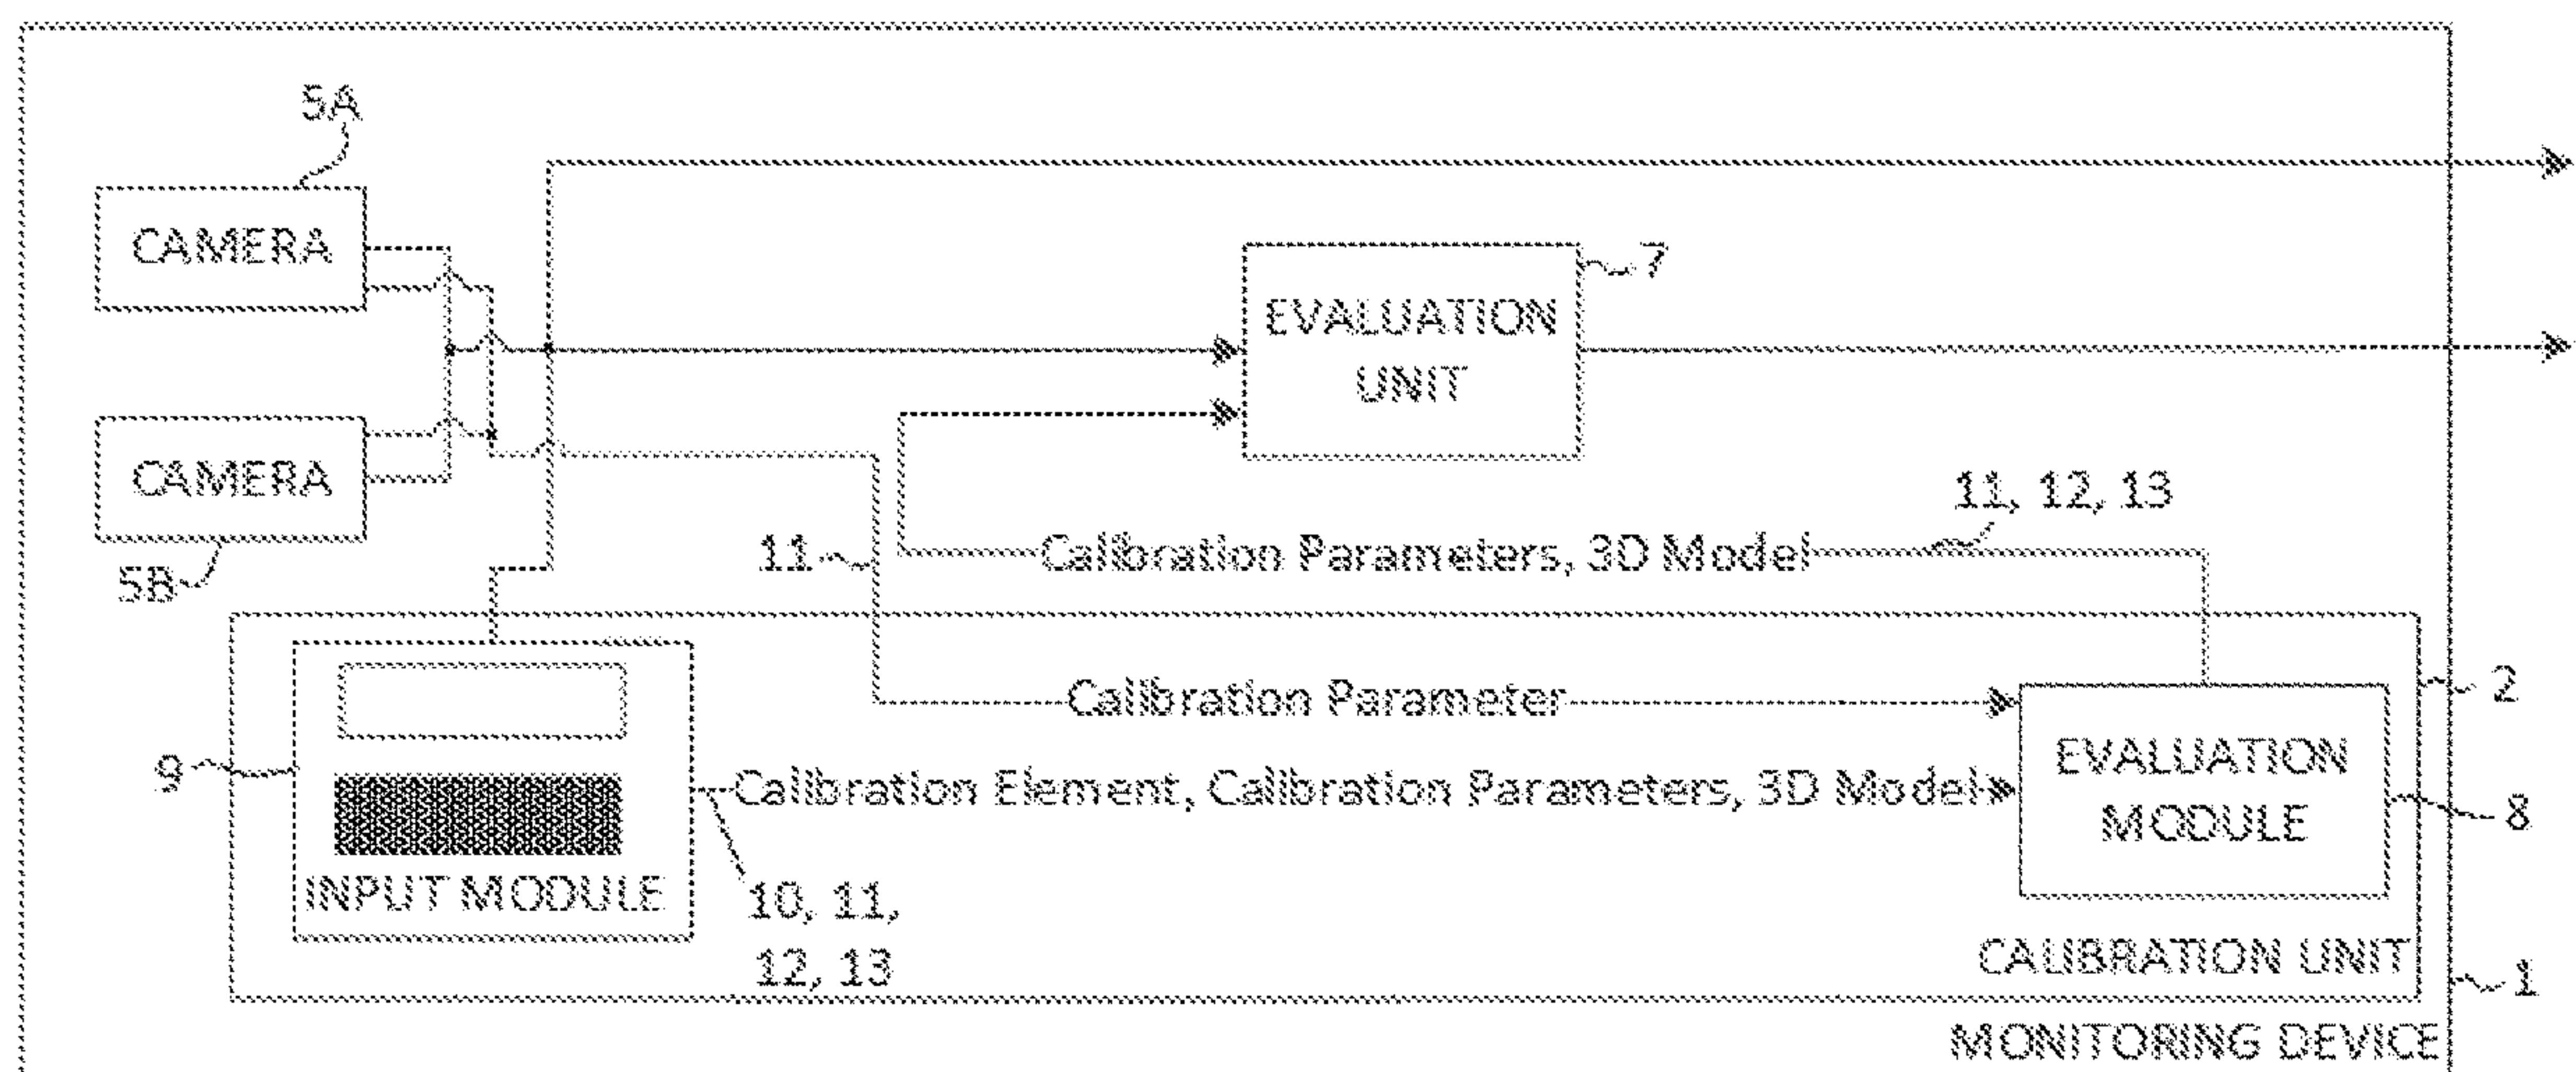 5A
CAMERA
7
EVALUATION
UNIT
CAMERA
5B
11, 12, 13
11
Calibration Parameters, 3D Model
2
Calibration Parameter
9
Calibration Element, Calibration Parameters, 3D Model
EVALUATION
MODULE
8
INPUT MODULE
10, 11,
12, 13
CALIBRATION UNIT
1
MONITORING DEVICE